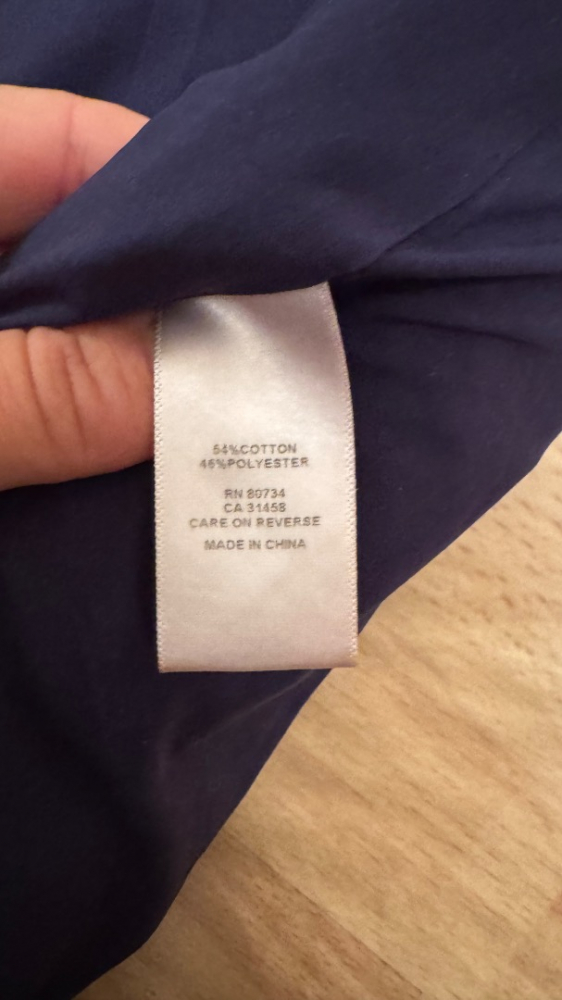 54%COTTON
46%POLYESTER
RN 80734
CA 31458
CARE ON REVERSE
MADE IN CHINA